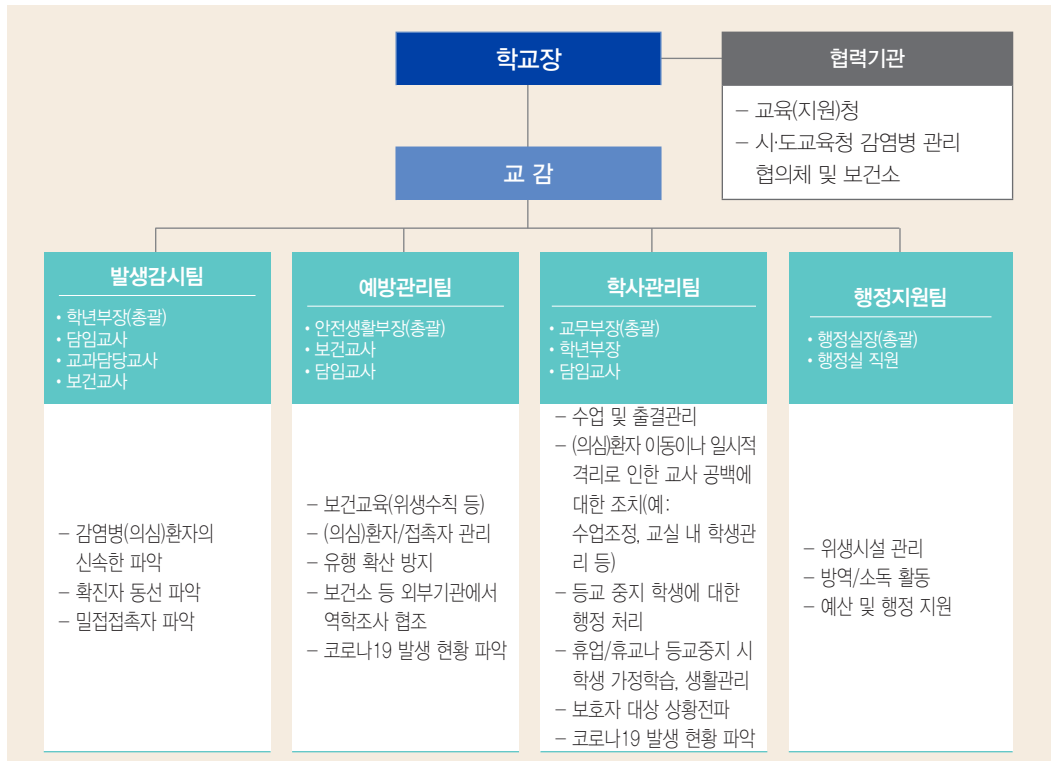 학교장
협력기관
– 교육(지원)청
– 시·도교육청 감염병 관리
협의체 및 보건소
교 감
발생감시팀
• 학년부장(총괄)
• 담임교사
• 교과담당교사
• 보건교사
– 감염병(의심)환자의
신속한 파악
– 확진자 동선 파악
– 밀접접촉자 파악
예방관리팀
• 안전생활부장(총괄)
• 보건교사
• 담임교사
– 보건교육(위생수칙 등)
– (의심)환자/접촉자 관리
– 유행 확산 방지
– 보건소 등 외부기관에서
역학조사 협조
– 코로나19 발생 현황 파악
학사관리팀
• 교무부장(총괄)
• 학년부장
• 담임교사
– 수업 및 출결관리
– (의심)환자 이동이나 일시적
격리로 인한 교사 공백에
대한 조치(예:
수업조정, 교실 내 학생관
리 등)
– 등교 중지 학생에 대한
행정 처리
– 휴업/휴교나 등교중지 시
학생 가정학습, 생활관리
– 보호자 대상 상황전파
– 코로나19 발생 현황 파악
행정지원팀
• 행정실장(총괄)
• 행정실 직원
– 위생시설 관리
– 방역/소독 활동
– 예산 및 행정 지원